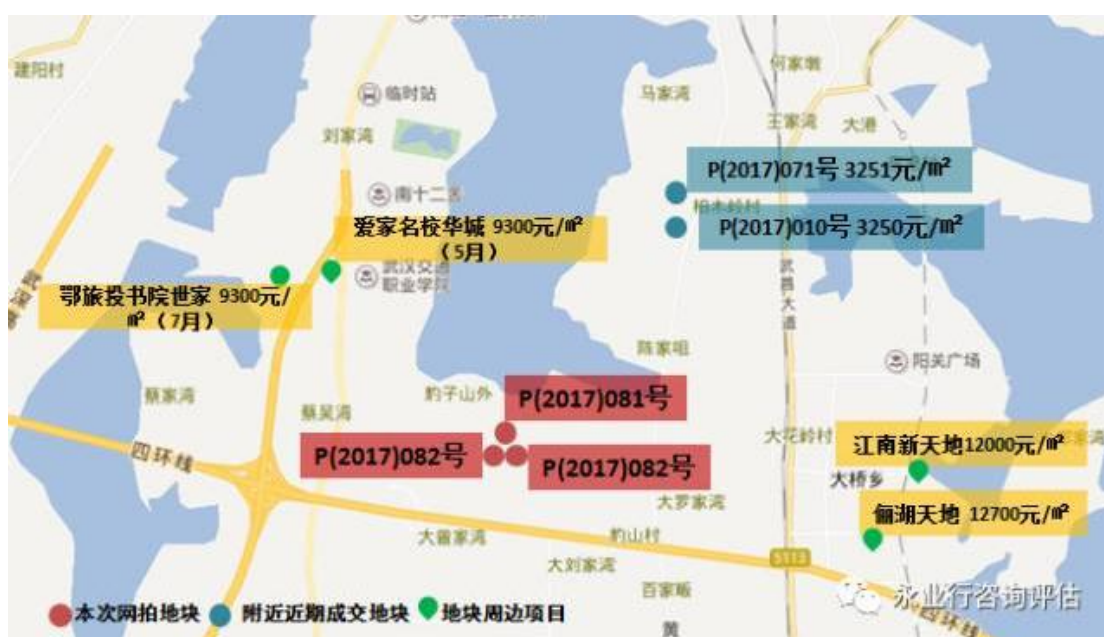 建阳村
临时站
马家湾
何家墩
刘家湾
王家湾
大港
P(2017)071号 3251元/㎡
南十二
柏木岭村
爱家名校华城 9300元/㎡
（5月）
P(2017)010号 3250元/㎡
武汉交通
职业学院
武深
鄂旅投书院世家 9300元/
㎡（7月）
武昌大道
陈家咀
阳关广场
蔡家湾
豹子山外
P(2017)081号
蔡吴湾
四环线
P(2017)082号
P(2017)082号
大花岭村
江南新天地12000元/㎡
大桥乡
大罗家湾
俪湖天地 12700元/㎡
大曾家湾
豹山村
大刘家湾
S113
百家畈
永业行咨询评估
四环线
黄
本次网拍地块 附近近期成交地块 地块周边项目